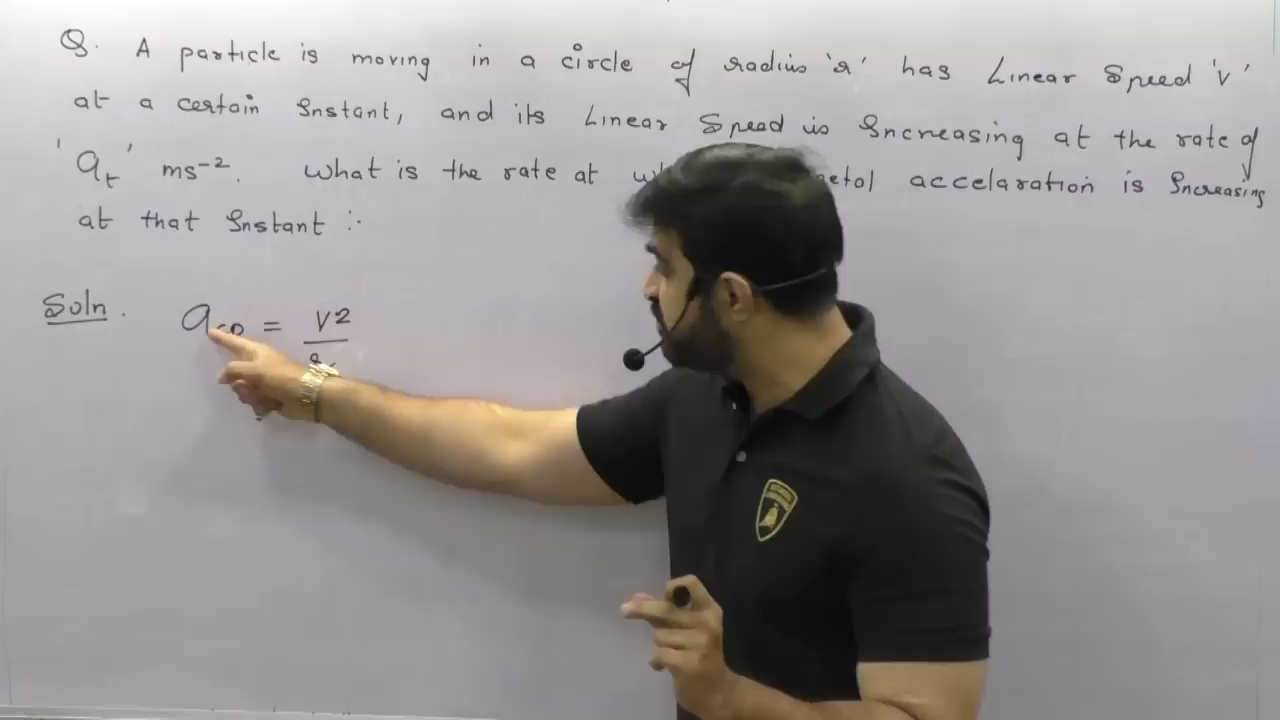 Q. A particle is moving in a circle of radius 'r' has Linear Speed 'v'
at a certain Instant, and its Linear Speed is Increasing at the rate of
'at' ms-2. What is the rate at accelaration is Increasing
at that Instant :-
Soln. acp = v2